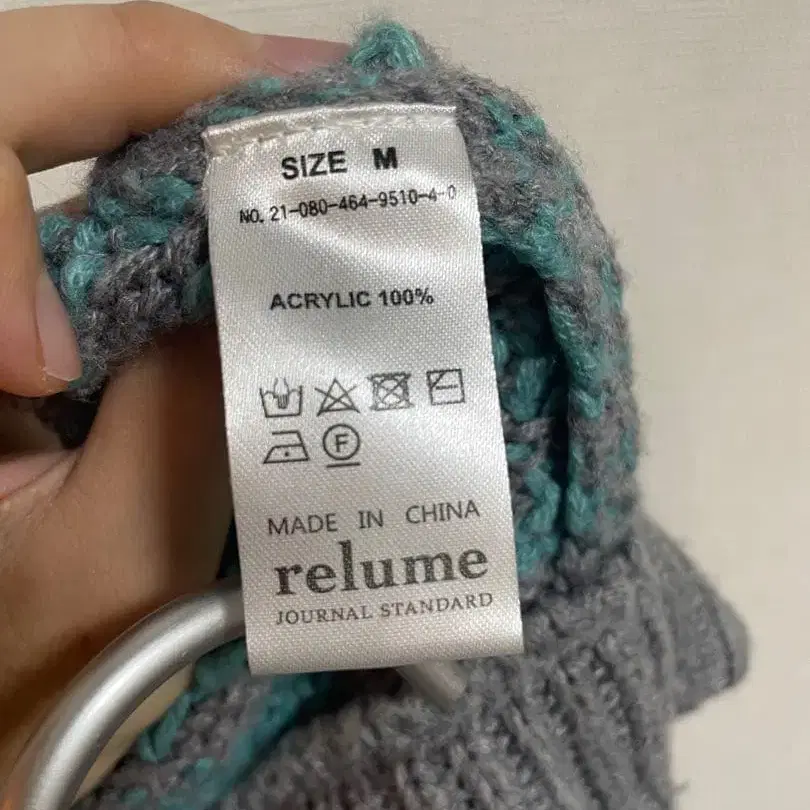 SIZE M
NO. 21-080-464-9510-4-0
ACRYLIC 100%
F
MADE IN CHINA
relume
JOURNAL STANDARD